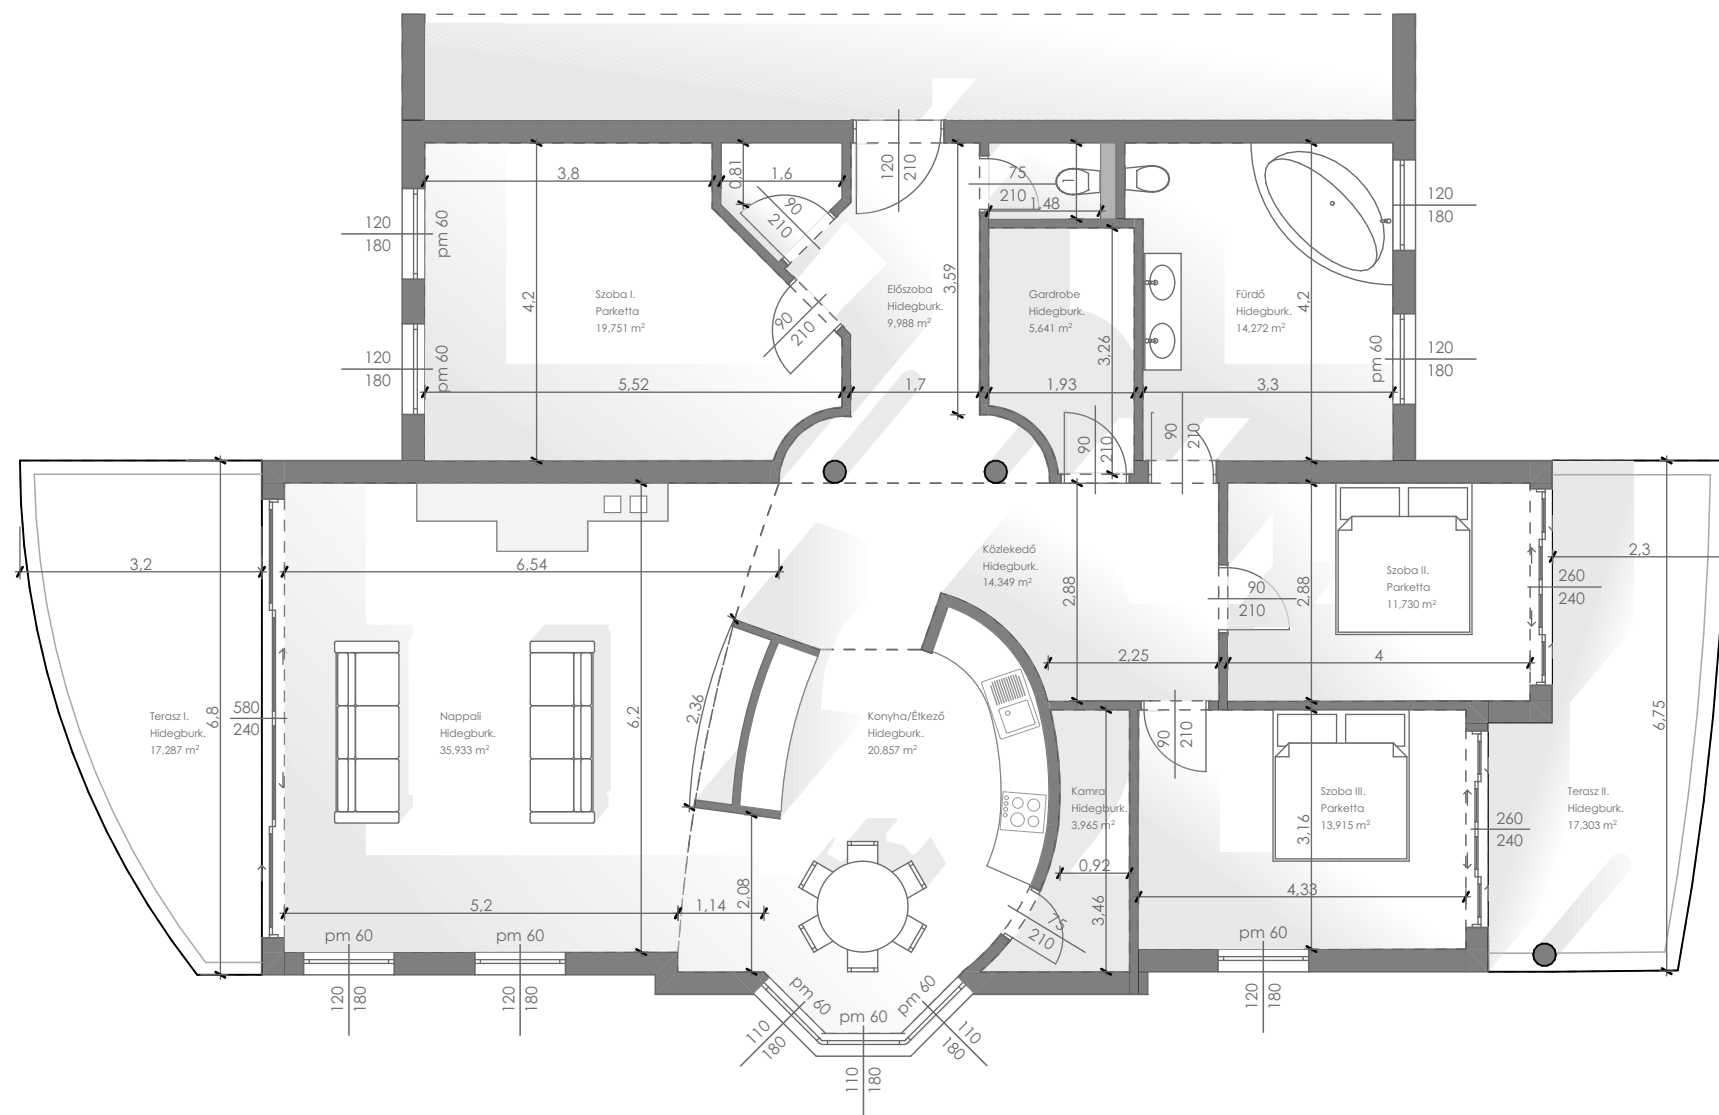 0,81
3,8
1,6
90
210
120
210
75
210
1
1,48
120
180
pm 60
120
180
4,2
Szoba I.
Parketta
19,751 m²
90
210
Előszoba
Hidegburk.
9,988 m²
3,59
Gardrobe
Hidegburk.
5,641 m²
3,26
Fürdő
Hidegburk.
14,272 m²
4,2
120
180
pm 60
120
180
pm 60
5,52
1,7
1,93
3,3
90
210
90
210
3,2
6,54
Közlekedő
Hidegburk.
14,349 m²
2,88
90
210
2,88
Szoba II.
Parketta
11,730 m²
260
240
2,3
2,25
4
Terasz I.
Hidegburk.
17,287 m²
6,8
580
240
Nappali
Hidegburk.
35,933 m²
6,2
2,36
Konyha/Étkező
Hidegburk.
20,857 m²
90
210
6,75
Kamra
Hidegburk.
3,965 m²
Szoba III.
Parketta
13,915 m²
3,16
260
240
Terasz II.
Hidegburk.
17,303 m²
0,92
4,33
5,2
1,14
2,08
75
210
3,46
pm 60
pm 60
pm 60
120
180
120
180
pm 60
pm 60
pm 60
110
180
110
180
110
180
120
180